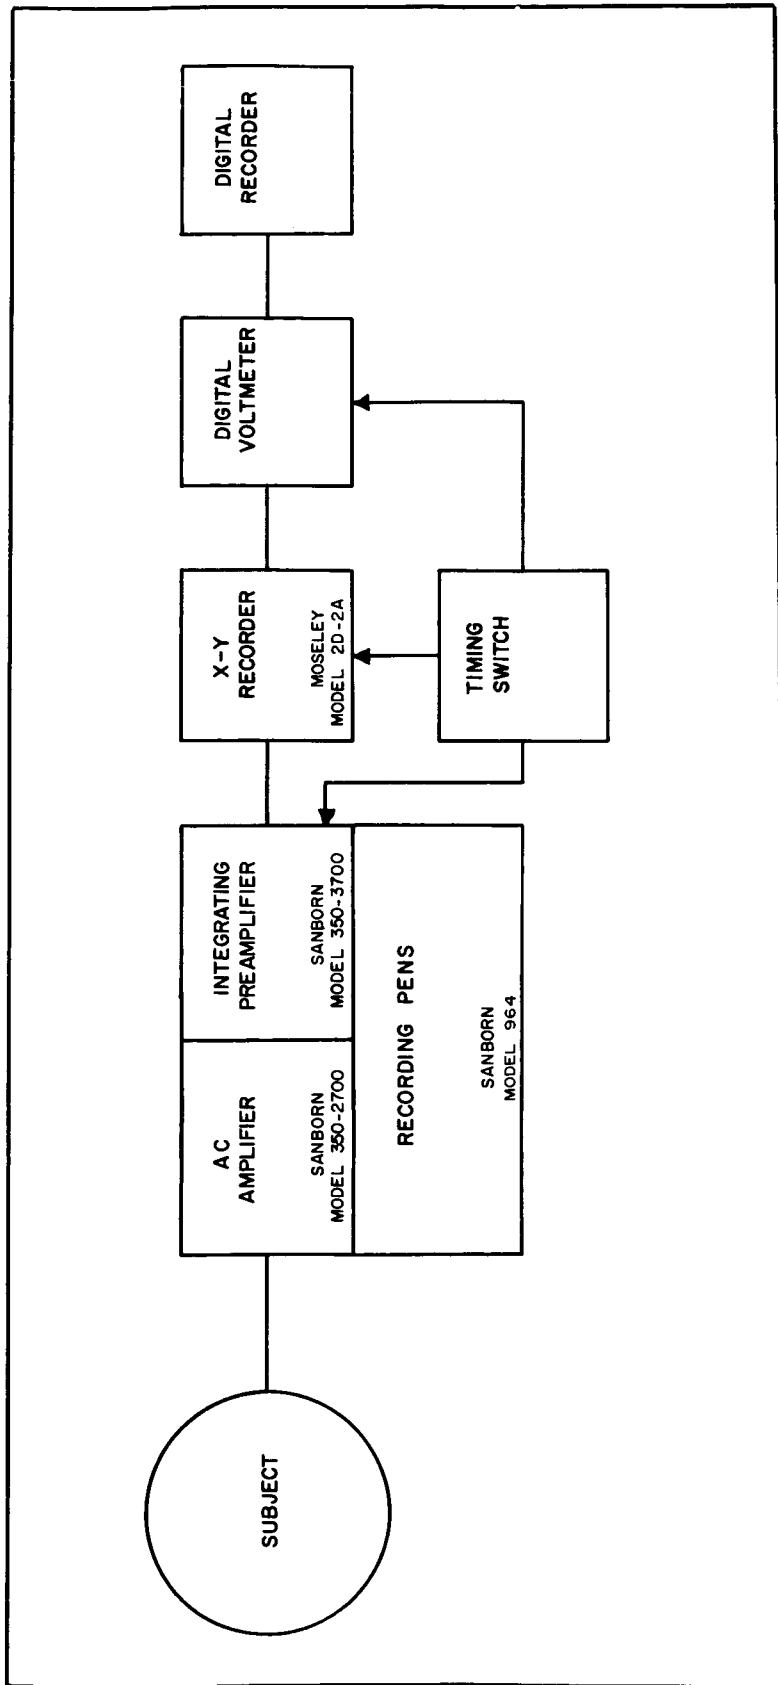 SUBJECT
AC
AMPLIFIER
SANBORN
MODEL 350-2700
INTEGRATING
PREAMPLIFIER
SANBORN
MODEL 350-3700
RECORDING PENS
SANBORN
MODEL 964
X-Y
RECORDER
MOSELEY
MODEL 2D-2A
TIMING
SWITCH
DIGITAL
VOLTMETER
DIGITAL
RECORDER